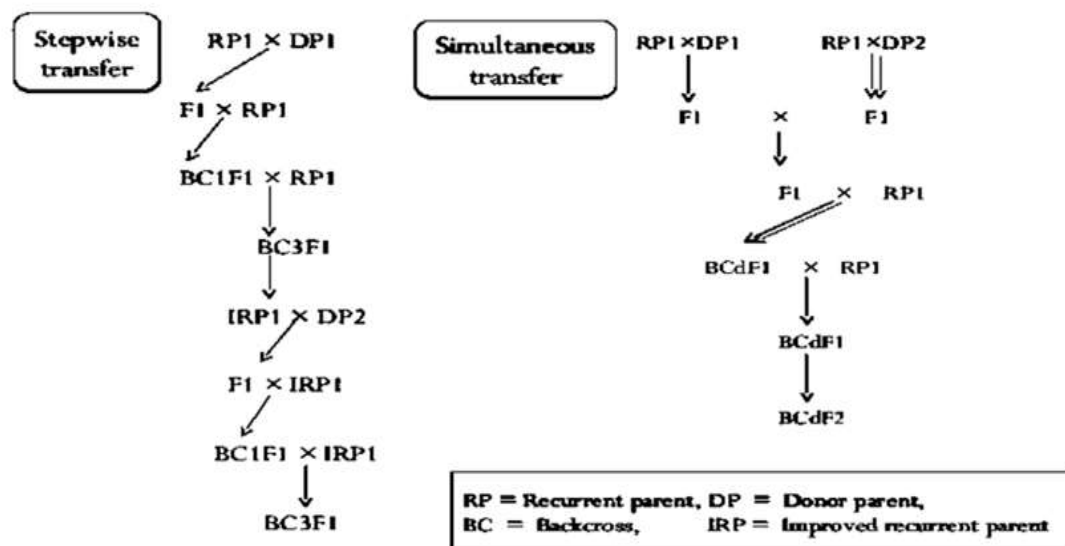 Stepwise
transfer
RP1 × DP1
F1 × RP1
BC1F1 × RP1
BC3F1
IRP1 × DP2
F1 × IRP1
BC1F1 × IRP1
BC3F1
Simultaneous
transfer
RP1×DP1 RP1×DP2
F1 × F1
F1 × RP1
BCdF1 × RP1
BCdF1
BCdF2
RP = Recurrent parent, DP = Donor parent,
BC = Backcross, IRP = Improved recurrent parent